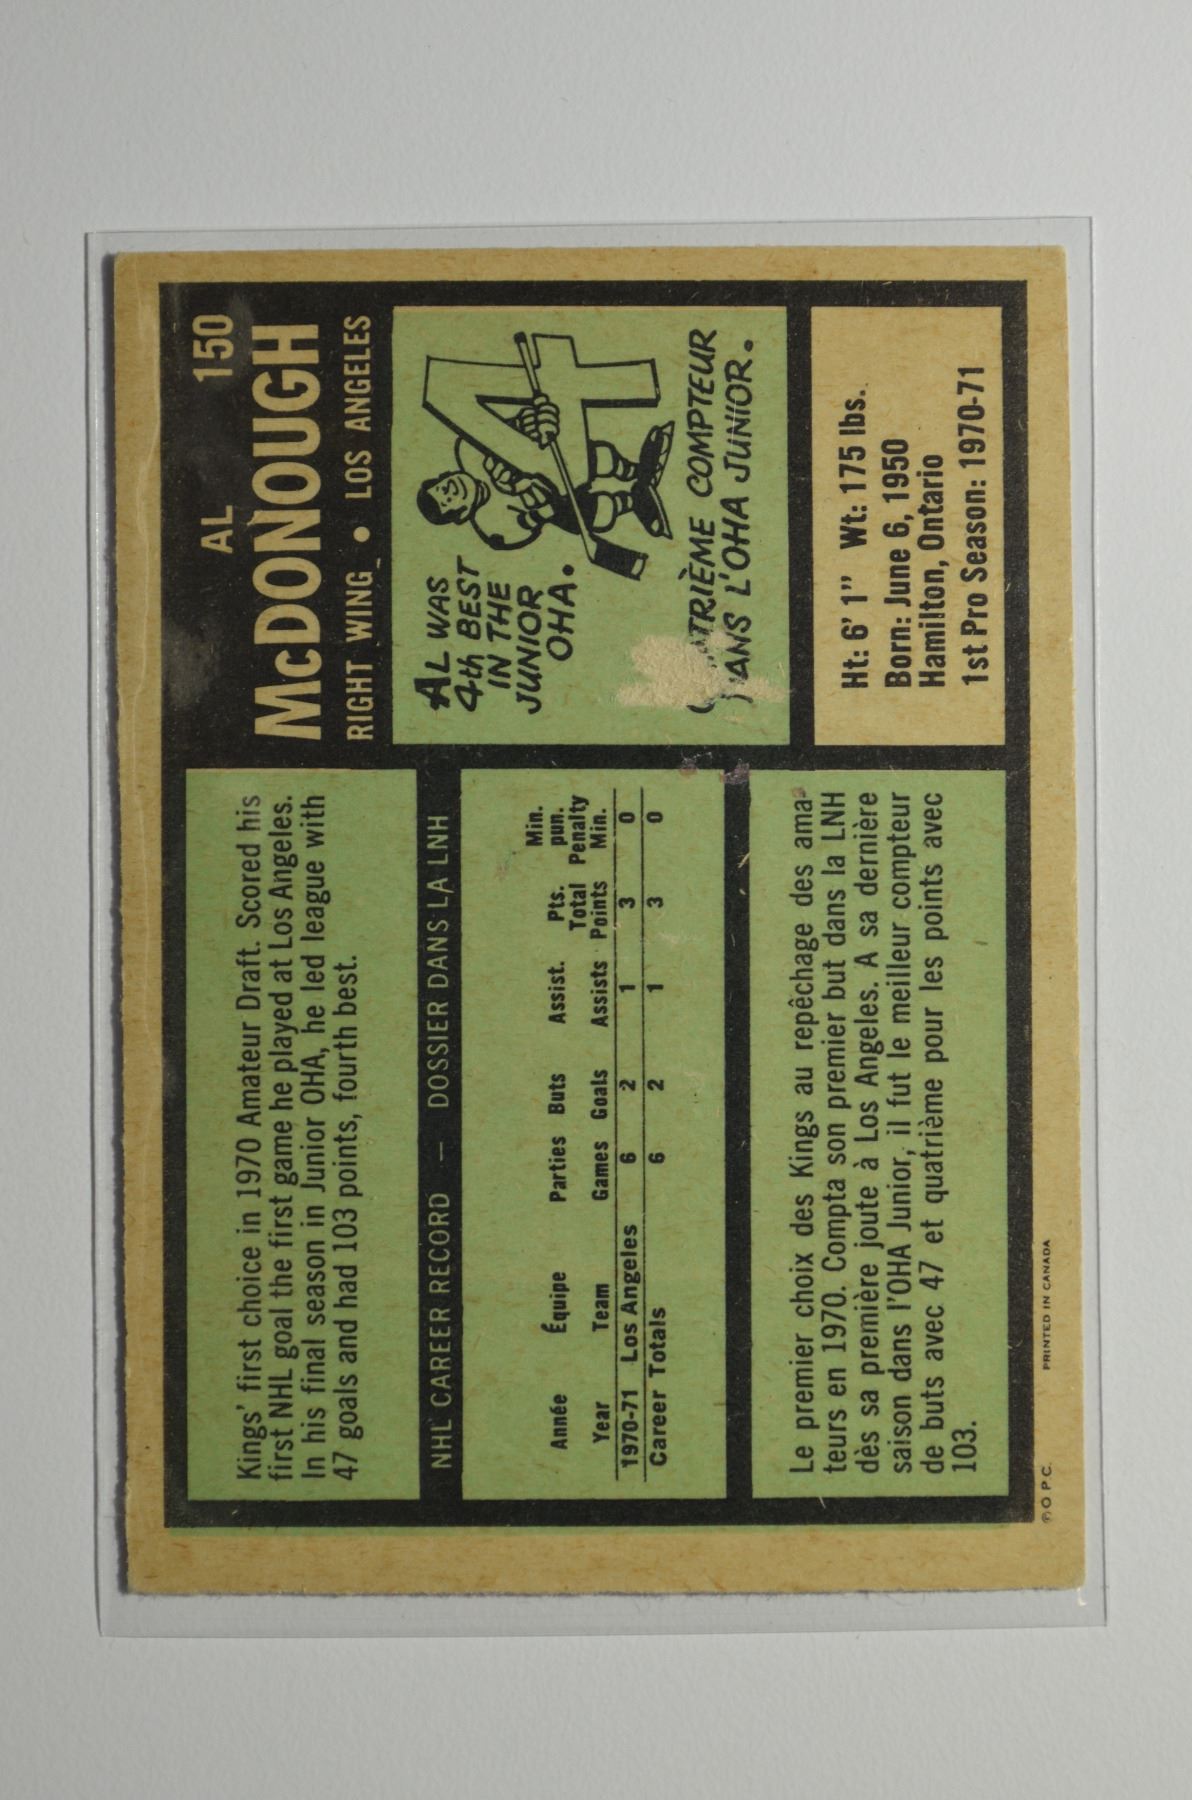 Kings' first choice in 1970 Amateur Draft. Scored his
first NHL goal the first game he played at Los Angeles.
In his final season in Junior OHA, he led league with
47 goals and had 103 points, fourth best.
AL 150
McDONOUGH
RIGHT WING • LOS ANGELES
NHL CAREER RECORD — DOSSIER DANS LA LNH
Année Équipe Parties Buts Assist. Pts. Min. pun.
Year Team Games Goals Assists Total Points Penalty Min.
1970-71 Los Angeles 6 2 1 3 0
Career Totals 6 2 1 3 0
AL WAS
4th BEST
IN THE
JUNIOR
OHA.
COMPTEUR
L'OHA JUNIOR.
Le premier choix des Kings au repêchage des ama-
teurs en 1970. Compta son premier but dans la LNH
dès sa première joute à Los Angeles. A sa dernière
saison dans l'OHA Junior, il fut le meilleur compteur
de buts avec 47 et quatrième pour les points avec
103.
Ht: 6' 1" Wt: 175 lbs.
Born: June 6, 1950
Hamilton, Ontario
1st Pro Season: 1970-71
© O.P.C. PRINTED IN CANADA